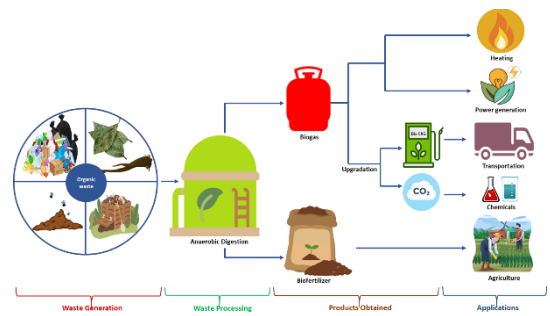 Heating
Power generation
Biogas
Organic
waste
Upgradation
Bio-CNG
Transportation
CO₂
Chemicals
Anaerobic Digestion
Biofertilizer
Agriculture
Waste Generation
Waste Processing
Products Obtained
Applications